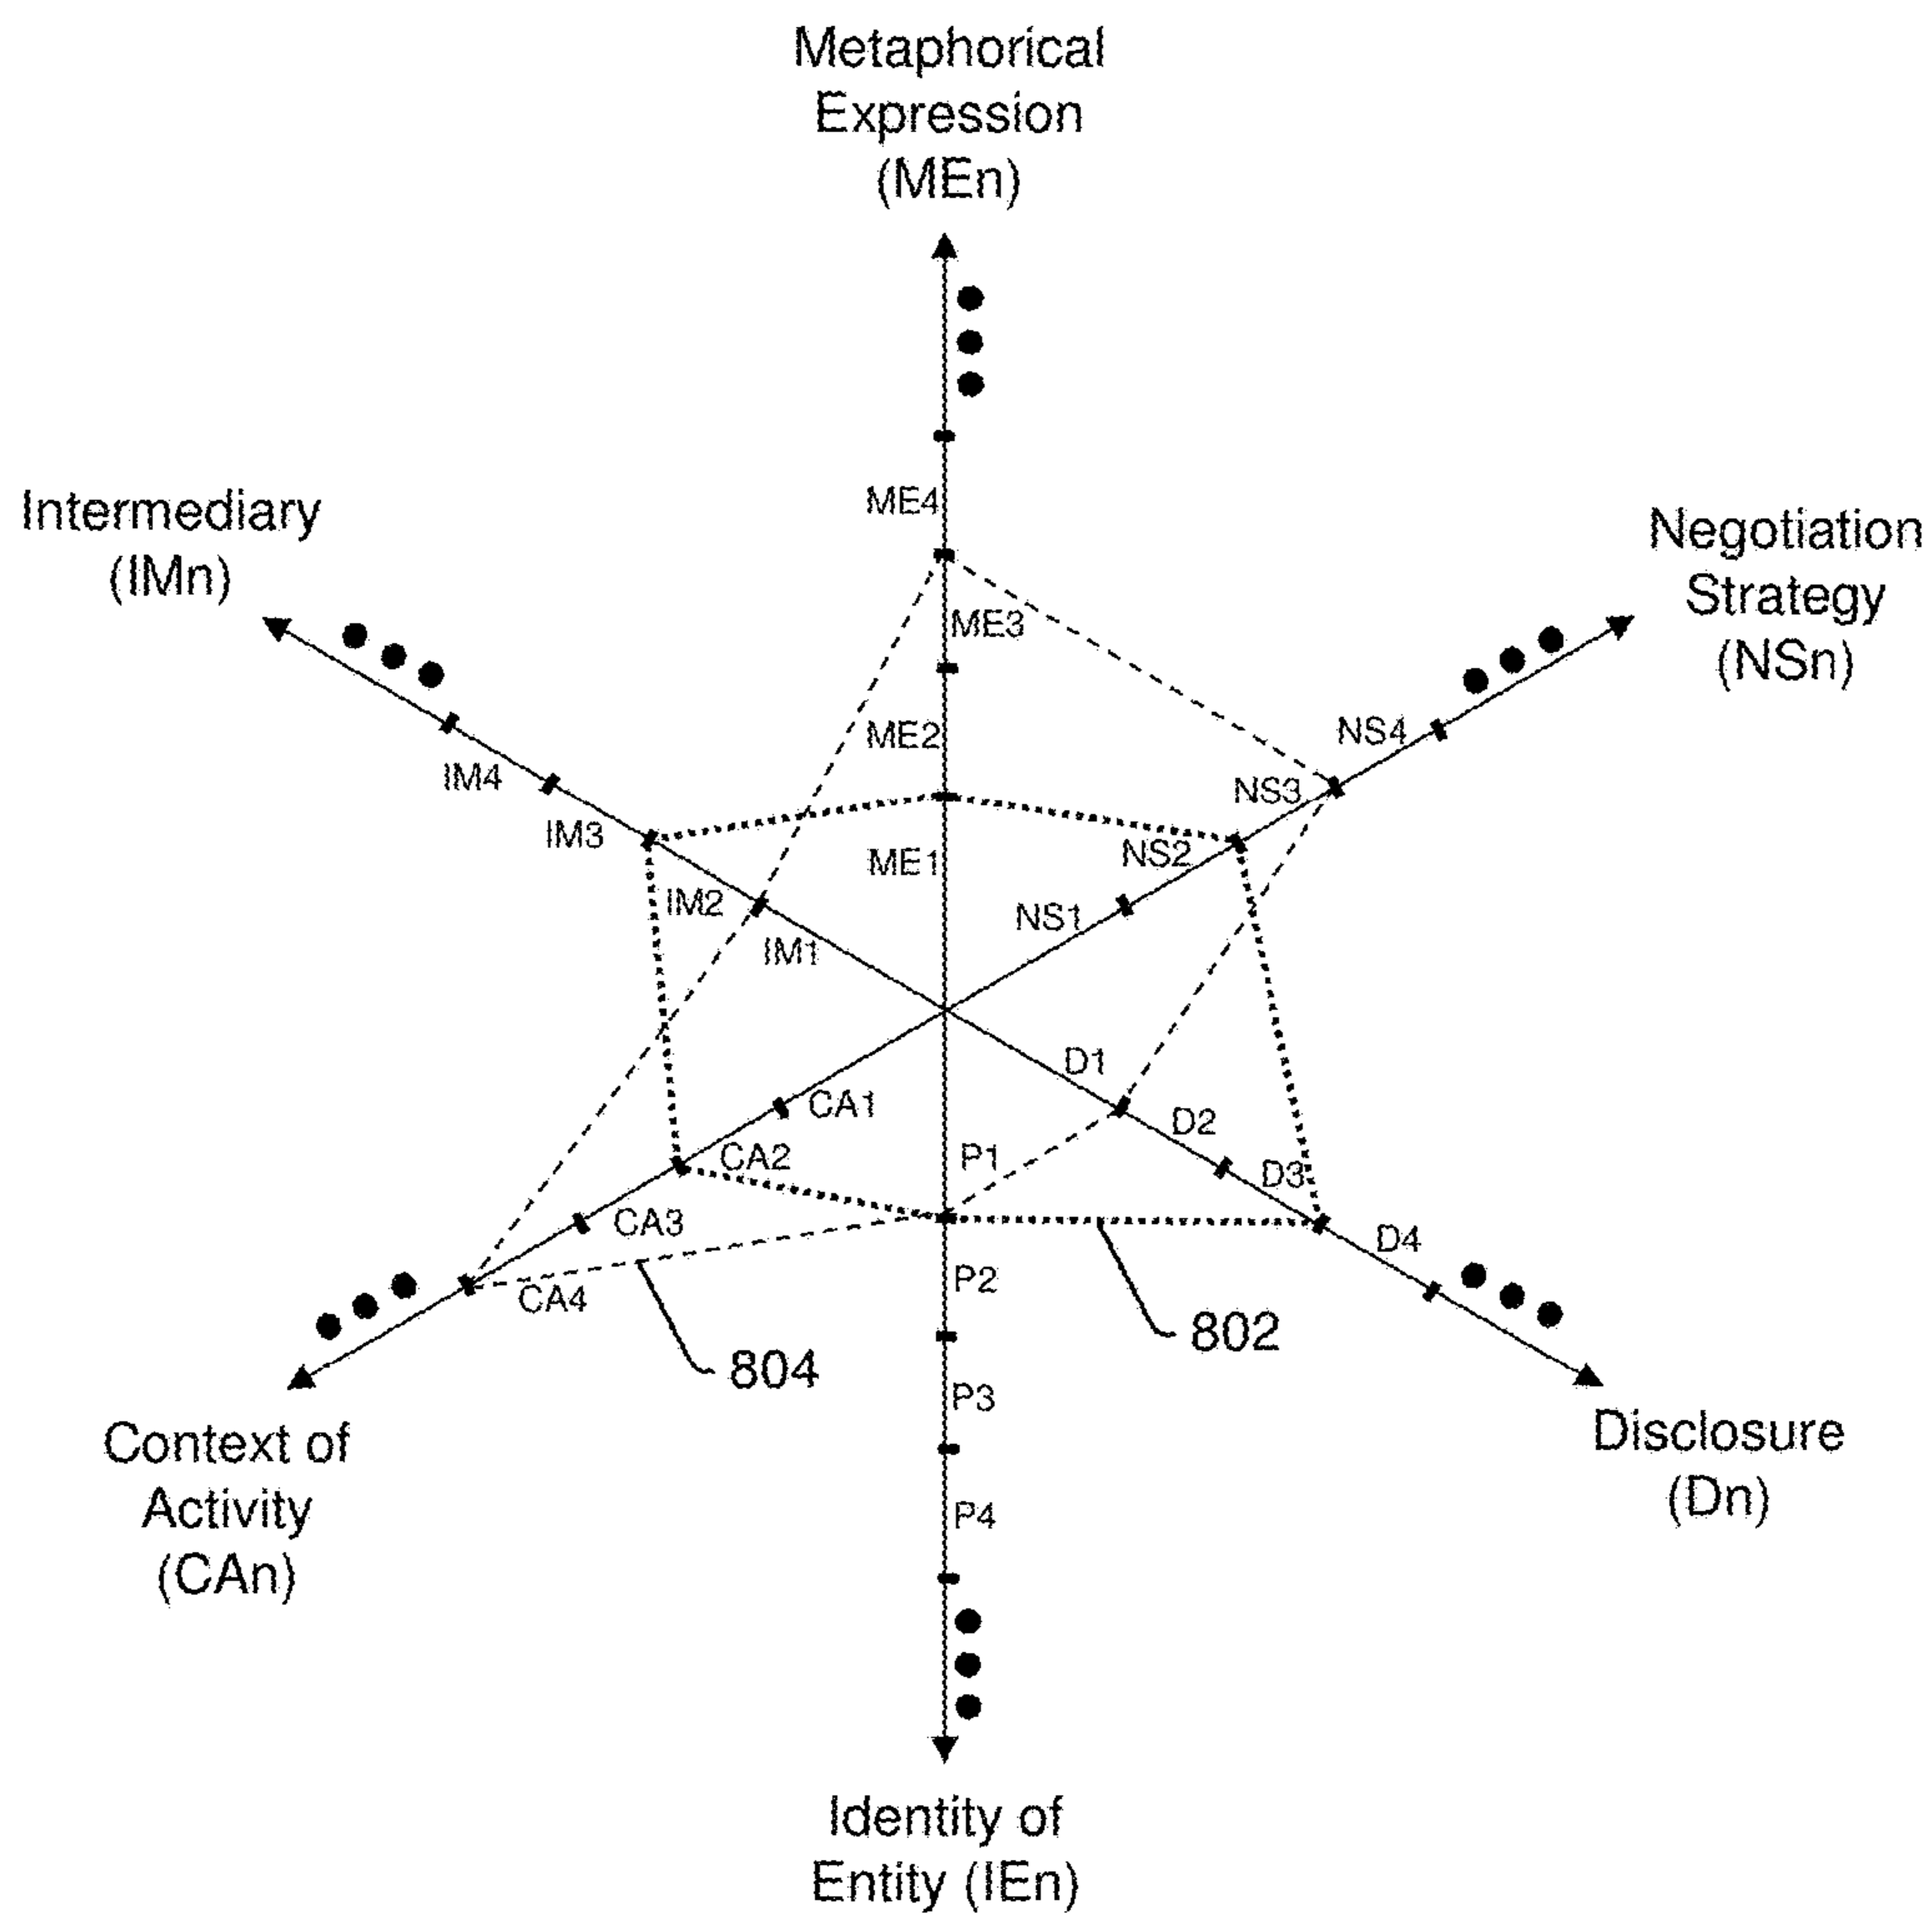 Metaphorical
Expression
(MEn)
Intermediary
(IMn)
Negotiation
Strategy
(NSn)
ME4
ME3
ME2
ME1
NS4
NS3
NS2
NS1
IM4
IM3
IM2
IM1
D1
D2
D3
D4
CA1
CA2
CA3
CA4
P1
P2
P3
P4
802
804
Context of
Activity
(CAn)
Disclosure
(Dn)
Identity of
Entity (IEn)